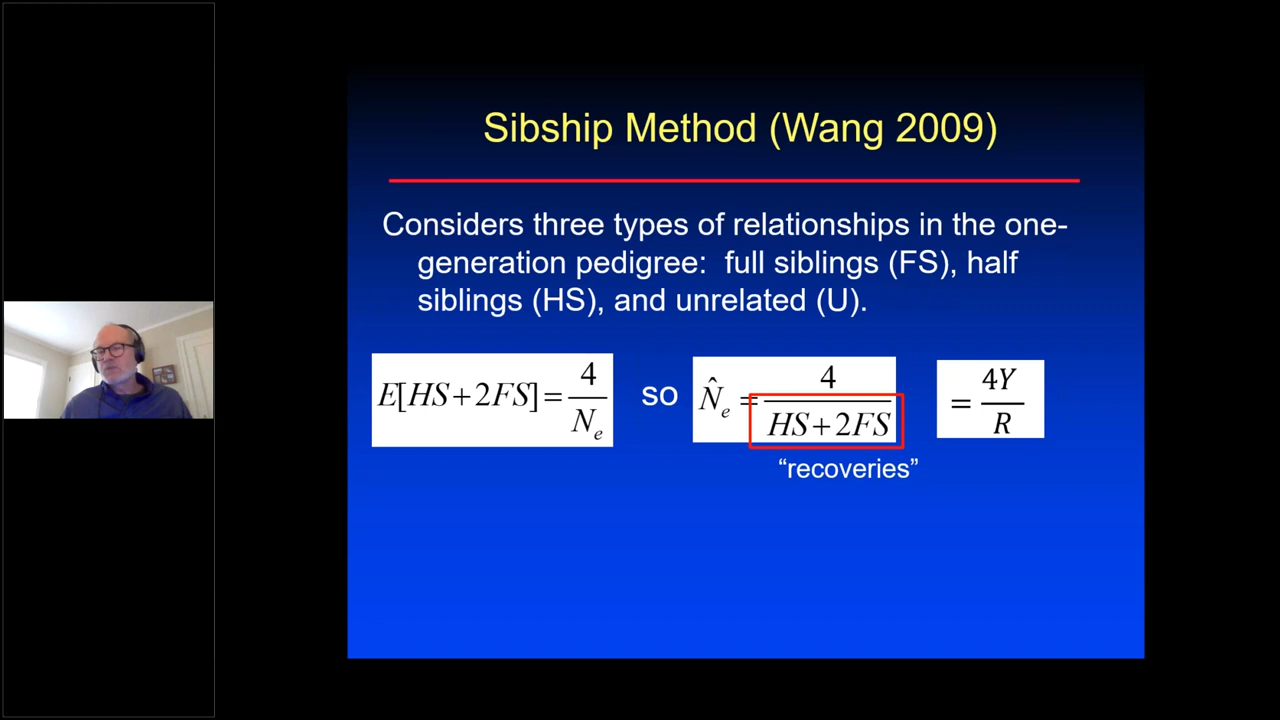 Sibship Method (Wang 2009)
Considers three types of relationships in the one-
generation pedigree: full siblings (FS), half
siblings (HS), and unrelated (U).
E[HS+2FS]=4/Nₑ so N̂ₑ=4/(HS+2FS) =4Y/R
“recoveries”